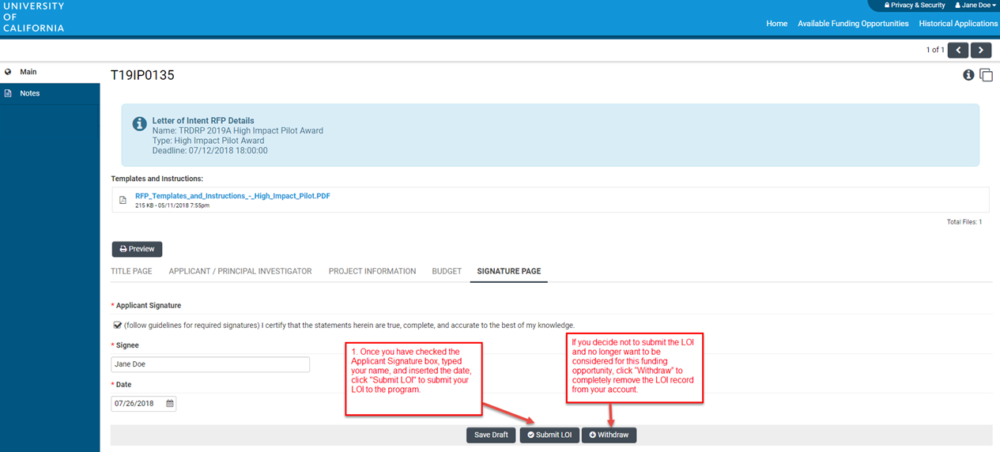 UNIVERSITY
OF
CALIFORNIA
Privacy & Security Jane Doe
Home Available Funding Opportunities Historical Applications
1 of 1
Main
Notes
T19IP0135
Letter of Intent RFP Details
Name: TRDRP 2019A High Impact Pilot Award
Type: High Impact Pilot Award
Deadline: 07/12/2018 18:00:00
Templates and Instructions:
RFP_Templates_and_Instructions_-_High_Impact_Pilot.PDF
215 KB - 05/11/2018 7:55pm
Total Files: 1
Preview
TITLE PAGE APPLICANT / PRINCIPAL INVESTIGATOR PROJECT INFORMATION BUDGET SIGNATURE PAGE
* Applicant Signature
(follow guidelines for required signatures) I certify that the statements herein are true, complete, and accurate to the best of my knowledge.
* Signee
Jane Doe
* Date
07/26/2018
1. Once you have checked the
Applicant Signature box, typed
your name, and inserted the date,
click "Submit LOI" to submit your
LOI to the program.
If you decide not to submit the LOI
and no longer want to be
considered for this funding
opportunity, click "Withdraw" to
completely remove the LOI record
from your account.
Save Draft Submit LOI Withdraw